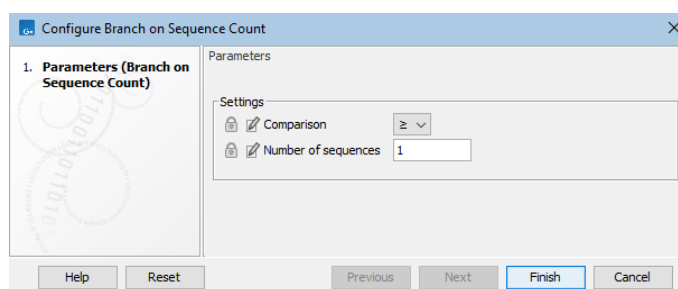 Configure Branch on Sequence Count
1. Parameters (Branch on
Sequence Count)
Parameters
Settings
Comparison ≥
Number of sequences 1
Help Reset Previous Next Finish Cancel